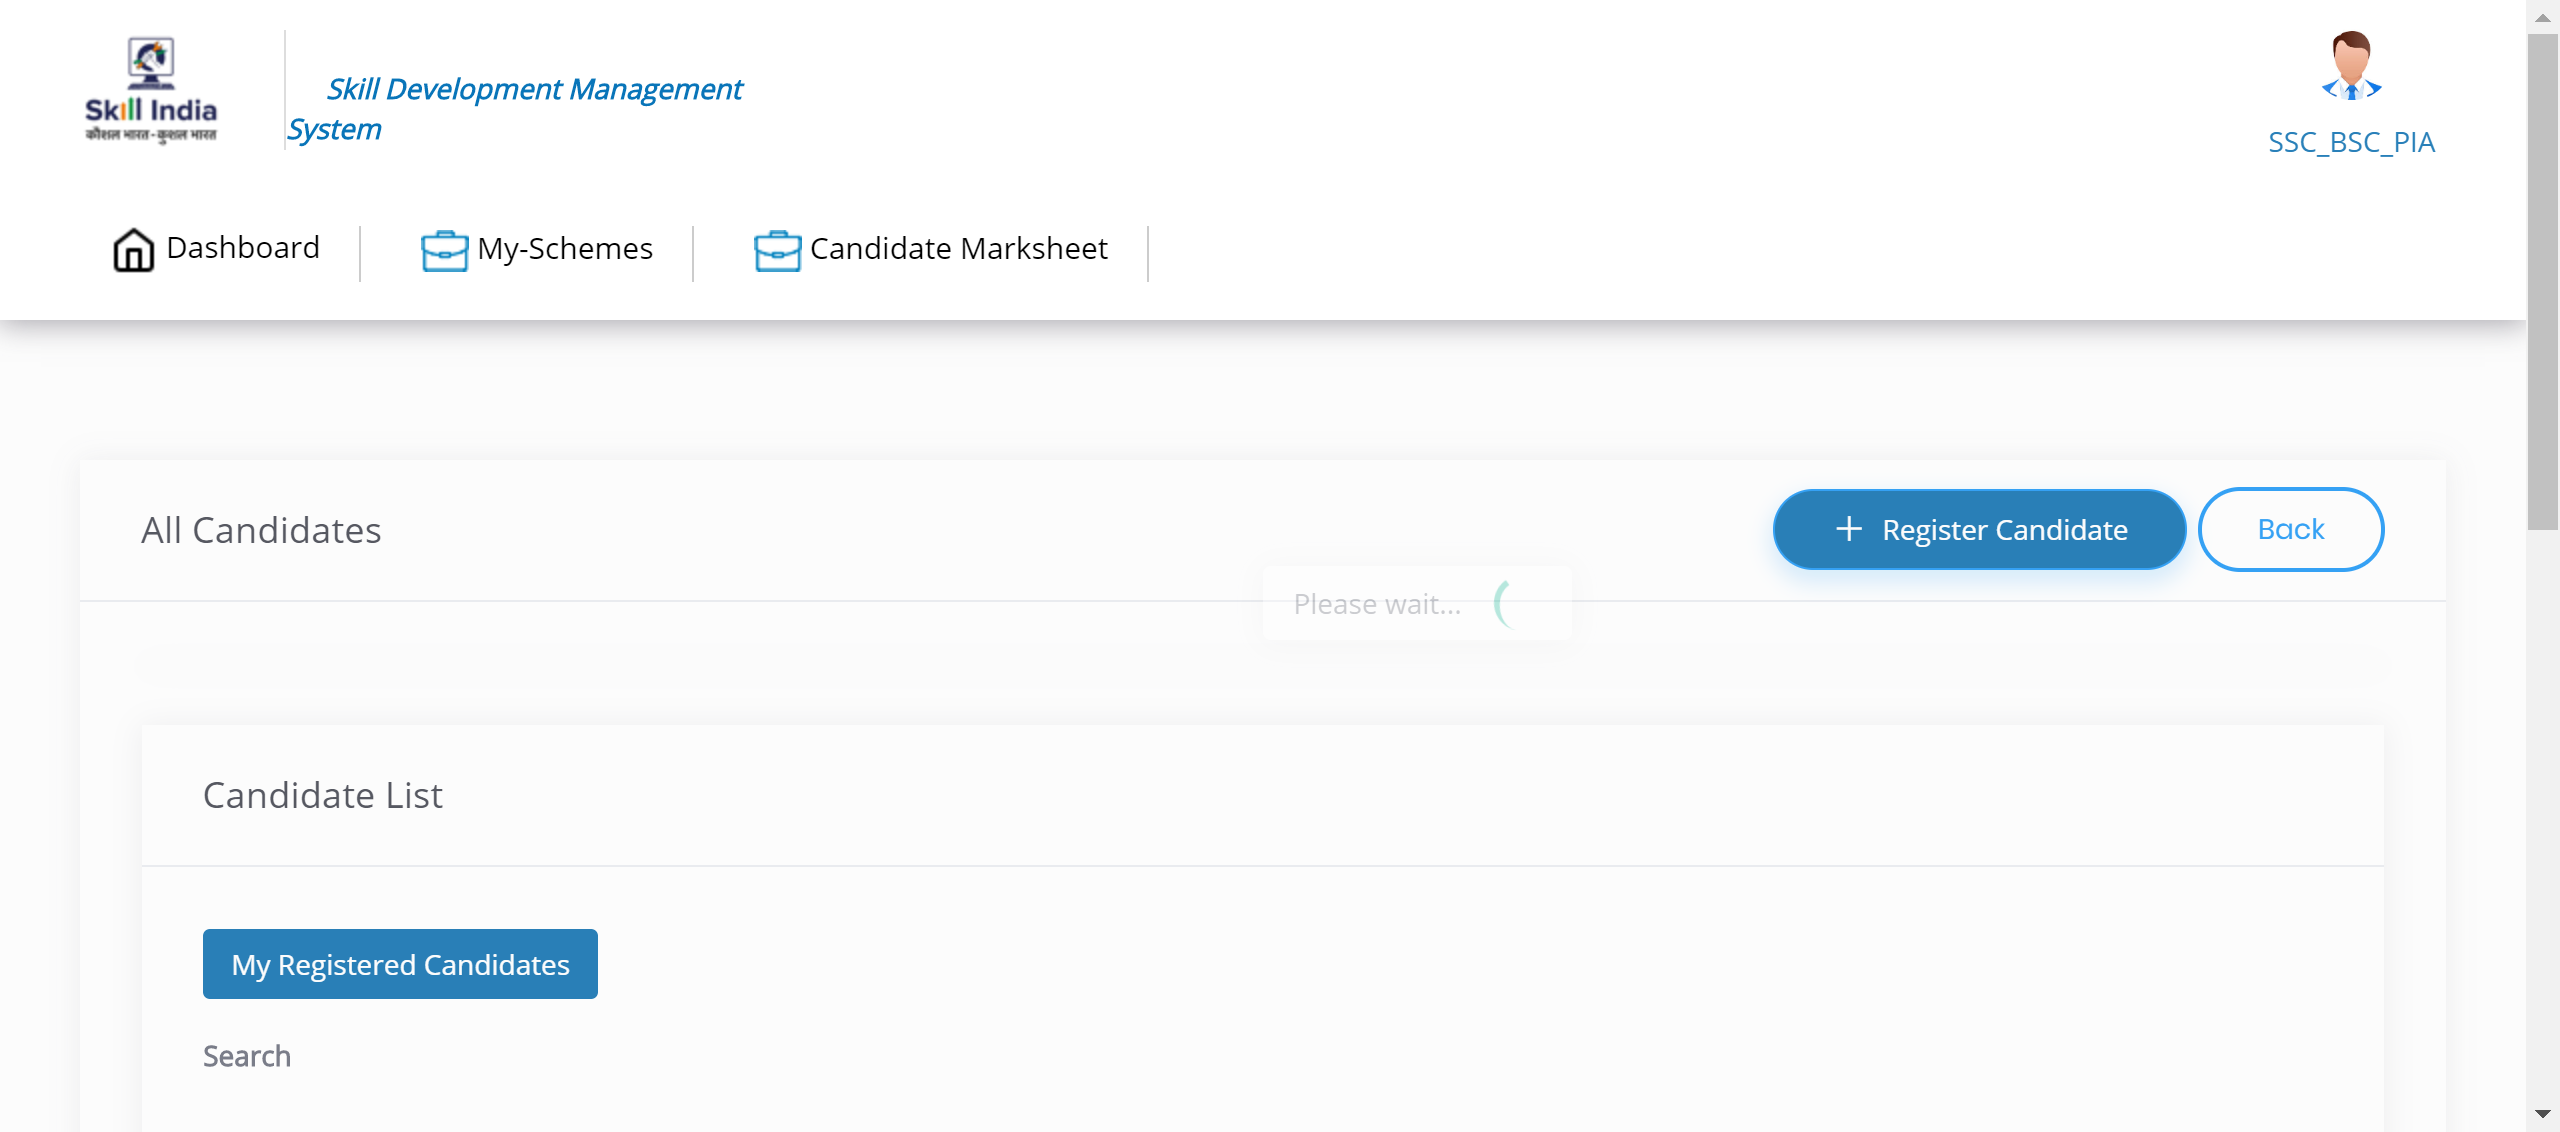 Skill India
कौशल भारत - कुशल भारत
Skill Development Management
System
SSC_BSC_PIA
Dashboard
My-Schemes
Candidate Marksheet
All Candidates
+ Register Candidate
Back
Please wait...
Candidate List
My Registered Candidates
Search